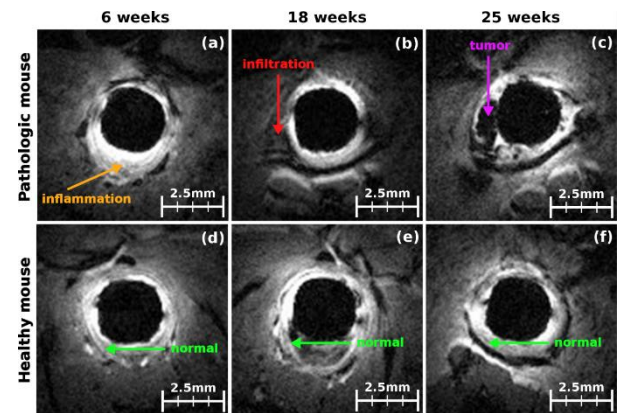 6 weeks 18 weeks 25 weeks
Pathologic mouse
(a) (b) (c)
infiltration
tumor
inflammation
2.5mm 2.5mm 2.5mm
Healthy mouse
(d) (e) (f)
normal normal normal
2.5mm 2.5mm 2.5mm